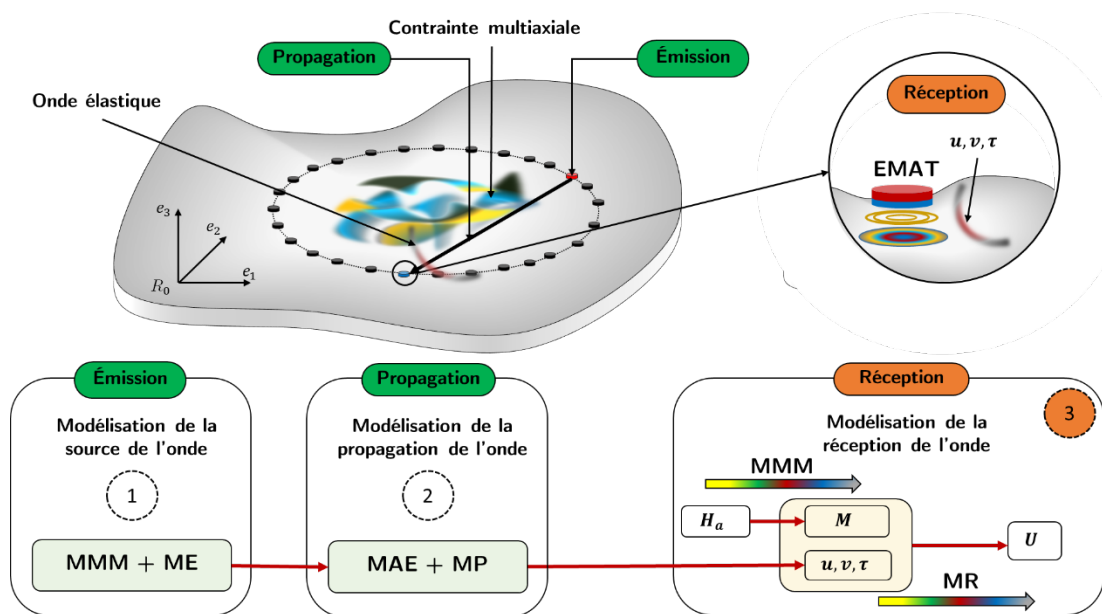 Contrainte multiaxiale
Propagation
Émission
Onde élastique
Réception
u, v, τ
EMAT
e3
e2
e1
R0
Émission
Modélisation de la
source de l'onde
1
MMM + ME
Propagation
Modélisation de la
propagation de l'onde
2
MAE + MP
Réception
3
Modélisation de la
réception de l'onde
MMM
Ha
M
u, v, τ
U
MR